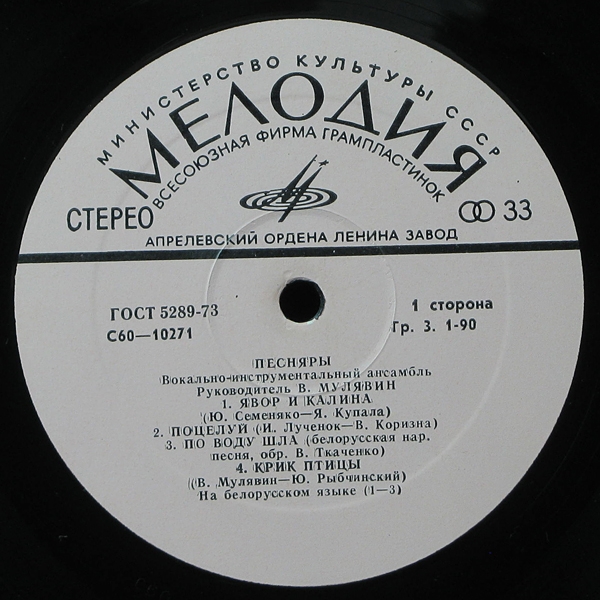 МИНИСТЕРСТВО КУЛЬТУРЫ СССР
МЕЛОДИЯ
ВСЕСОЮЗНАЯ ФИРМА ГРАМПЛАСТИНОК
СТЕРЕО
33
АПРЕЛЕВСКИЙ ОРДЕНА ЛЕНИНА ЗАВОД
ГОСТ 5289-73
1 сторона
С60—10271
Гр. 3. 1-90
ПЕСНЯРЫ
Вокально-инструментальный ансамбль
Руководитель В. МУЛЯВИН
1. ЯВОР И КАЛИНА
(Ю. Семеняко—Я. Купала)
2. ПОЦЕЛУЙ (И. Лученок—В. Коризна)
3. ПО ВОДУ ШЛА (белорусская нар.
песня, обр. В. Ткаченко)
4. КРИК ПТИЦЫ
(В. Мулявин—Ю. Рыбчинский)
На белорусском языке (1—3)